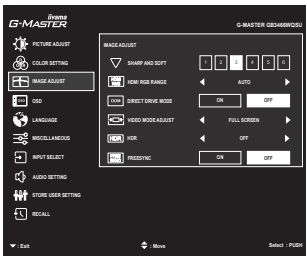 iiyama
G-MASTER
G-MASTER GB3466WQSU
PICTURE ADJUST
COLOR SETTING
IMAGE ADJUST
OSD
LANGUAGE
MISCELLANEOUS
INPUT SELECT
AUDIO SETTING
STORE USER SETTING
RECALL
IMAGE ADJUST
SHARP AND SOFT 1 2 3 4 5 6
HDMI RGB RANGE AUTO
DDM DIRECT DRIVE MODE ON OFF
VIDEO MODE ADJUST FULL SCREEN
HDR HDR OFF
FREESYNC ON OFF
: Exit
: Move
Select : PUSH